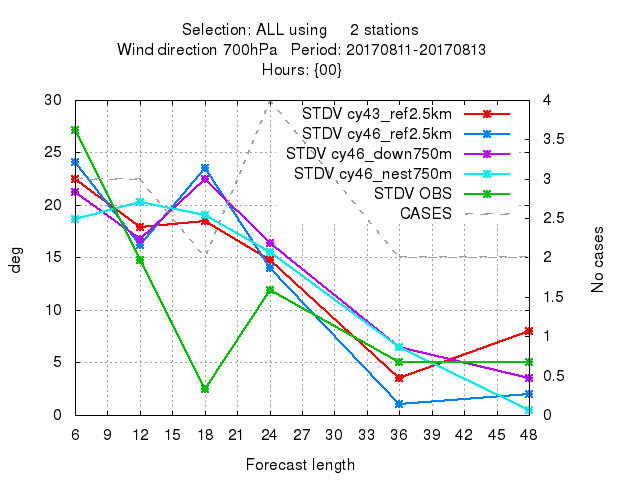 Selection: ALL using 2 stations
Wind direction 700hPa Period: 20170811-20170813
Hours: {00}
30 4
STDV cy43_ref2.5km
STDV cy46_ref2.5km
25 3.5
STDV cy46_down750m
STDV cy46_nest750m
20 3
STDV OBS
CASES
2.5
15 2
deg
No cases
10 1.5
1
5 0.5
0 0
6 9 12 15 18 21 24 27 30 33 36 39 42 45 48
Forecast length